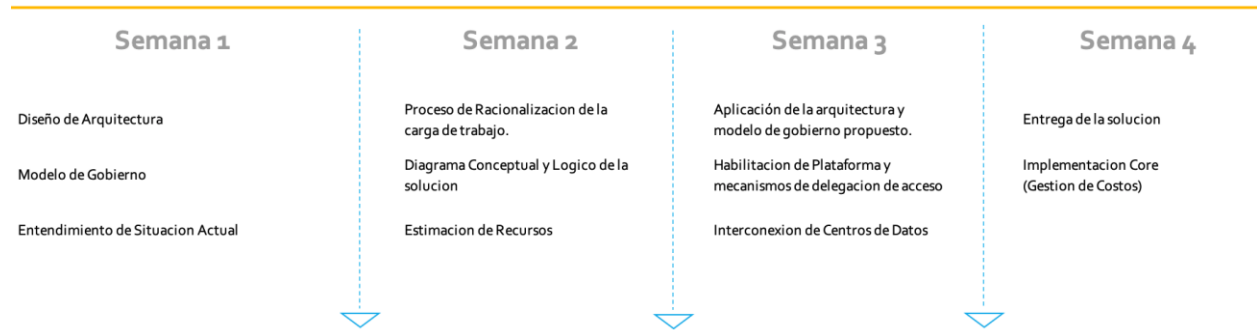 Semana 1
Diseño de Arquitectura
Modelo de Gobierno
Entendimiento de Situacion Actual
Semana 2
Proceso de Racionalizacion de la
carga de trabajo.
Diagrama Conceptual y Logico de la
solucion
Estimacion de Recursos
Semana 3
Aplicación de la arquitectura y
modelo de gobierno propuesto.
Habilitacion de Plataforma y
mecanismos de delegacion de acceso
Interconexion de Centros de Datos
Semana 4
Entrega de la solucion
Implementacion Core
(Gestion de Costos)